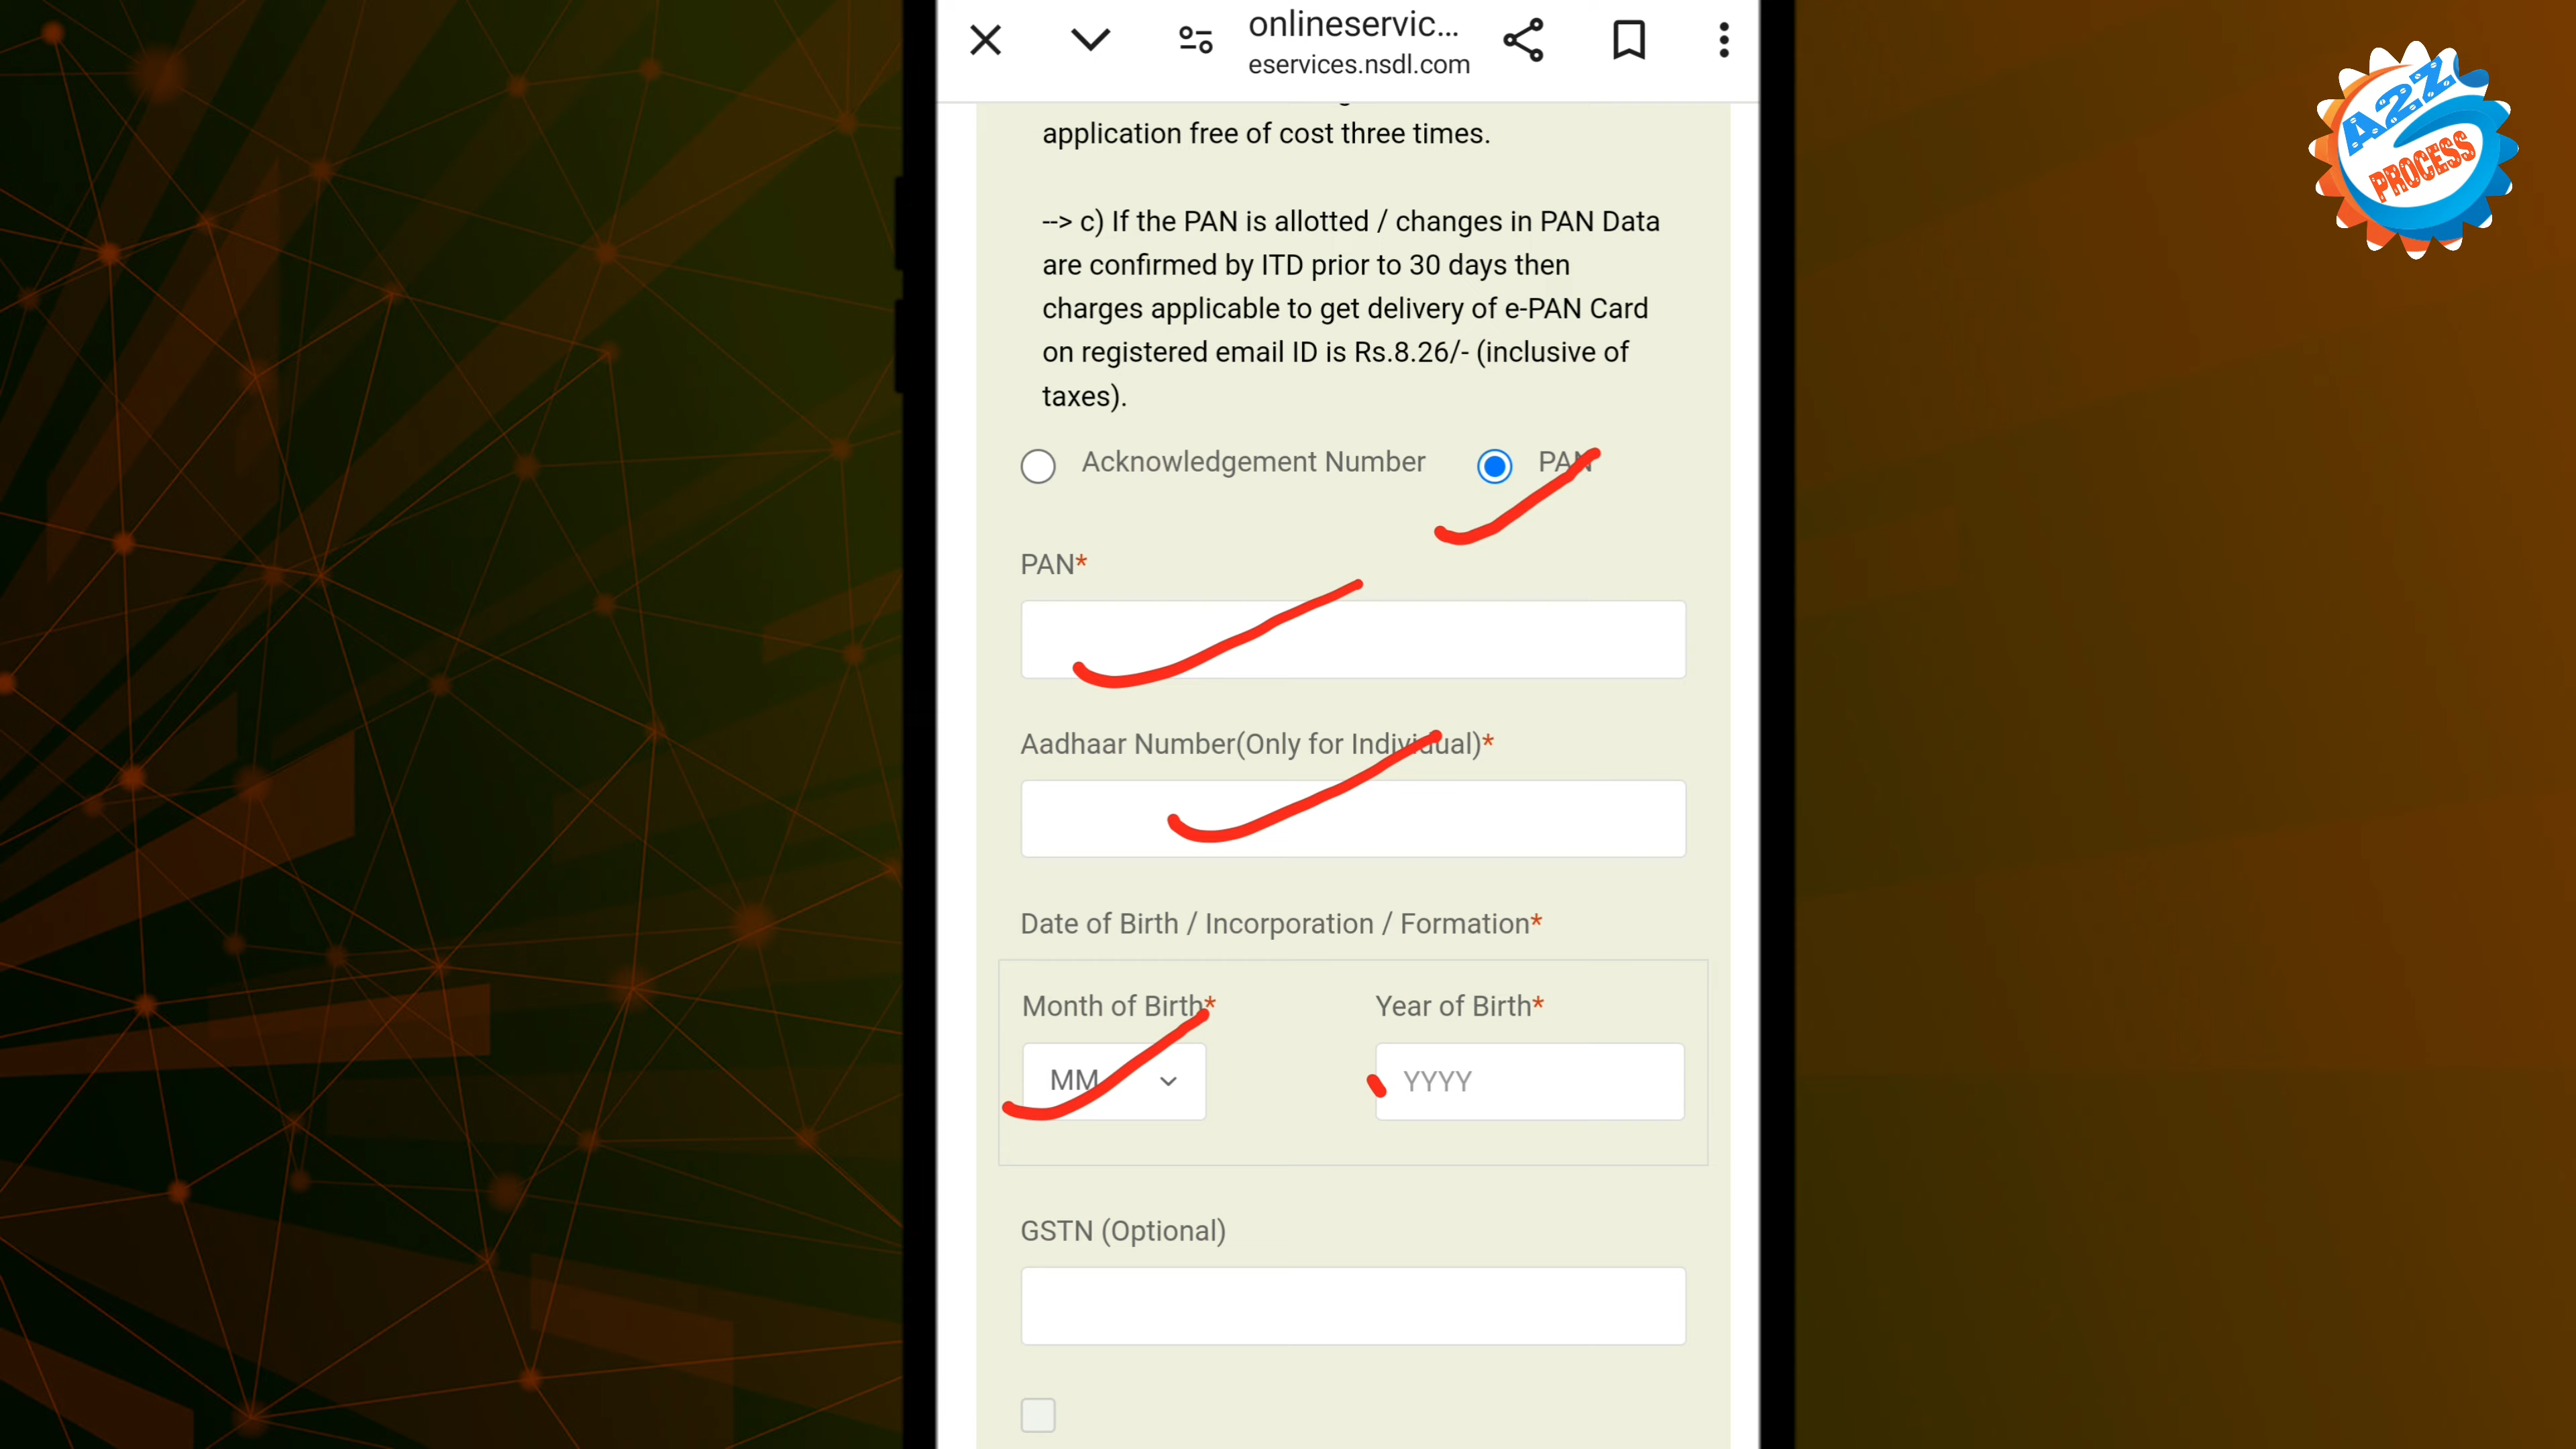 onlineservic...
eservices.nsdl.com
A2Z
PROCESS
application free of cost three times.
--> c) If the PAN is allotted / changes in PAN Data
are confirmed by ITD prior to 30 days then
charges applicable to get delivery of e-PAN Card
on registered email ID is Rs.8.26/- (inclusive of
taxes).
Acknowledgement Number PAN
PAN*
Aadhaar Number(Only for Individual)*
Date of Birth / Incorporation / Formation*
Month of Birth* Year of Birth*
MM YYYY
GSTN (Optional)